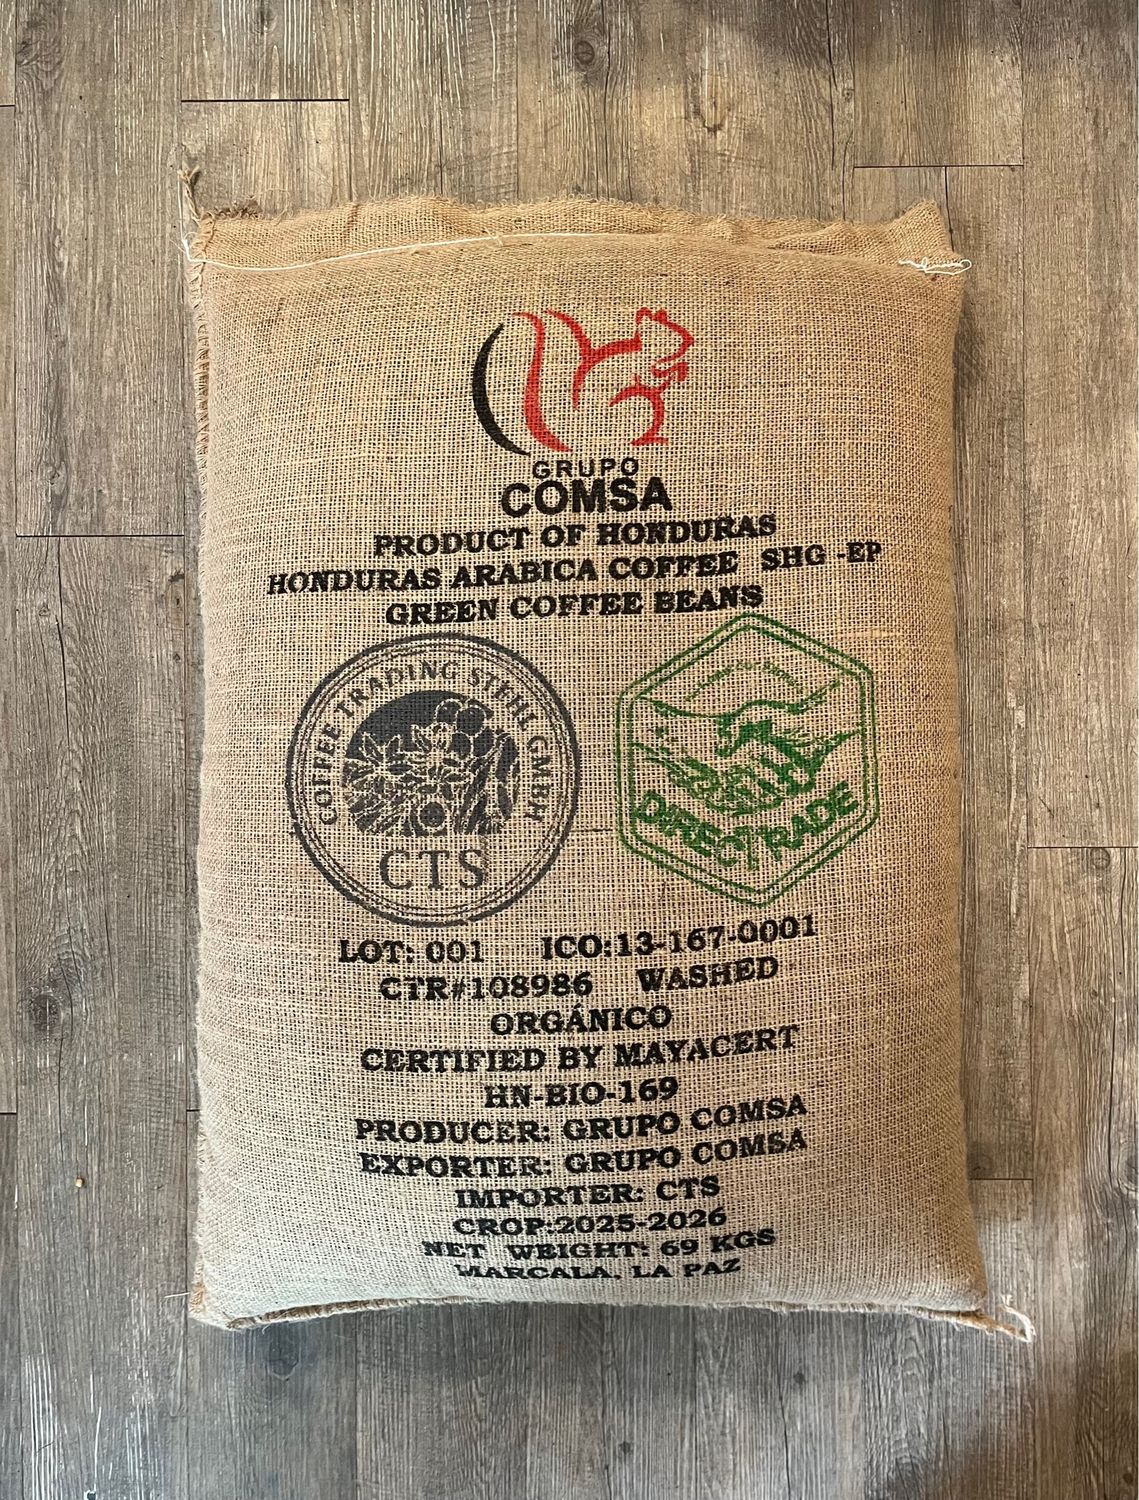 GRUPO
COMSA
PRODUCT OF HONDURAS
HONDURAS ARABICA COFFEE SHG -EP
GREEN COFFEE BEANS
COFFEE TRADING STEHL GMBH
CTS
DIRECT TRADE
LOT: 001 ICO:13-167-0001
CTR#108986 WASHED
ORGÁNICO
CERTIFIED BY MAYACERT
HN-BIO-169
PRODUCER: GRUPO COMSA
EXPORTER: GRUPO COMSA
IMPORTER: CTS
CROP:2025-2026
NET WEIGHT: 69 KGS
MARCALA, LA PAZ